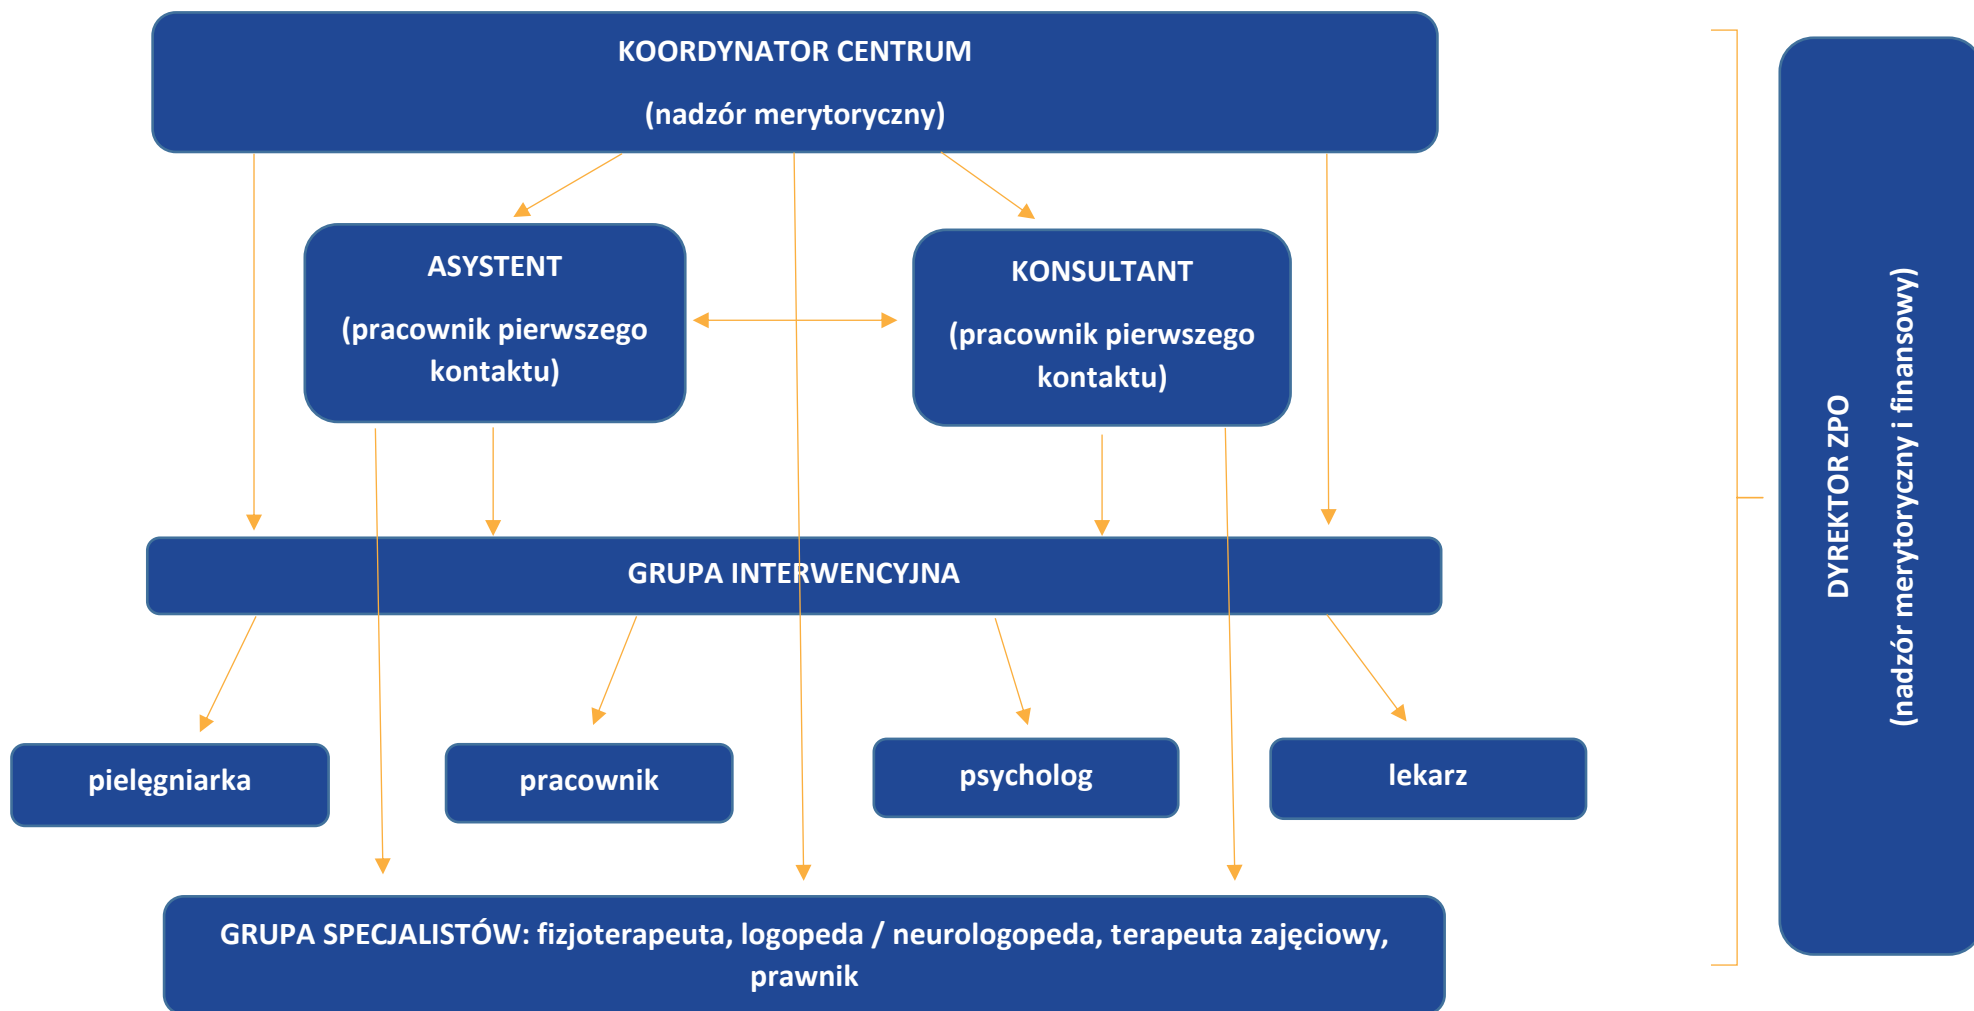 KOORDYNATOR CENTRUM
(nadzór merytoryczny)
ASYSTENT
(pracownik pierwszego
kontaktu)
KONSULTANT
(pracownik pierwszego
kontaktu)
GRUPA INTERWENCYJNA
pielęgniarka
pracownik
psycholog
lekarz
GRUPA SPECJALISTÓW: fizjoterapeuta, logopeda / neurologopeda, terapeuta zajęciowy,
prawnik
DYREKTOR ZPO
(nadzór merytoryczny i finansowy)